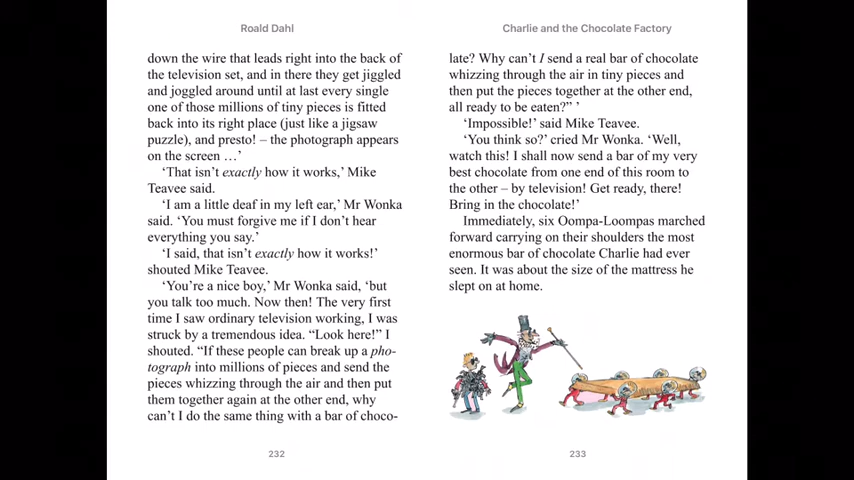 Roald Dahl
down the wire that leads right into the back of
the television set, and in there they get jiggled
and joggled around until at last every single
one of those millions of tiny pieces is fitted
back into its right place (just like a jigsaw
puzzle), and presto! – the photograph appears
on the screen …’
‘That isn’t exactly how it works,’ Mike
Teavee said.
‘I am a little deaf in my left ear,’ Mr Wonka
said. ‘You must forgive me if I don’t hear
everything you say.’
‘I said, that isn’t exactly how it works!’
shouted Mike Teavee.
‘You’re a nice boy,’ Mr Wonka said, ‘but
you talk too much. Now then! The very first
time I saw ordinary television working, I was
struck by a tremendous idea. “Look here!” I
shouted. “If these people can break up a pho-
tograph into millions of pieces and send the
pieces whizzing through the air and then put
them together again at the other end, why
can’t I do the same thing with a bar of choco-
232
Charlie and the Chocolate Factory
late? Why can’t I send a real bar of chocolate
whizzing through the air in tiny pieces and
then put the pieces together at the other end,
all ready to be eaten?” ’
‘Impossible!’ said Mike Teavee.
‘You think so?’ cried Mr Wonka. ‘Well,
watch this! I shall now send a bar of my very
best chocolate from one end of this room to
the other – by television! Get ready, there!
Bring in the chocolate!’
Immediately, six Oompa-Loompas marched
forward carrying on their shoulders the most
enormous bar of chocolate Charlie had ever
seen. It was about the size of the mattress he
slept on at home.
233